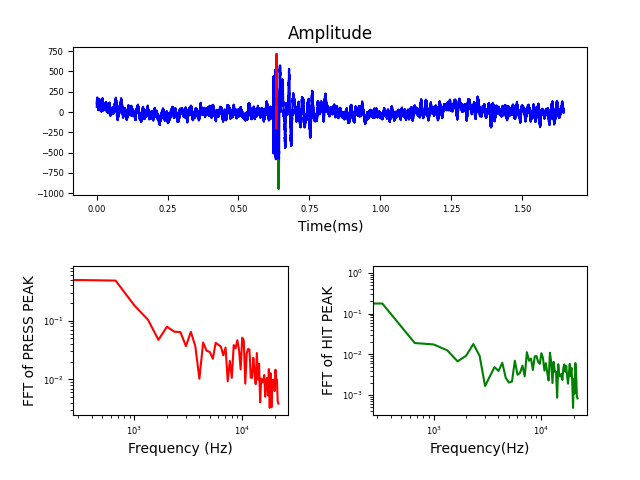 Amplitude
750
500
250
0
−250
−500
−750
−1000
0.00 0.25 0.50 0.75 1.00 1.25 1.50
Time(ms)
FFT of PRESS PEAK
10⁻¹
10⁻²
10³ 10⁴
Frequency (Hz)
FFT of HIT PEAK
10⁰
10⁻¹
10⁻²
10⁻³
10³ 10⁴
Frequency(Hz)